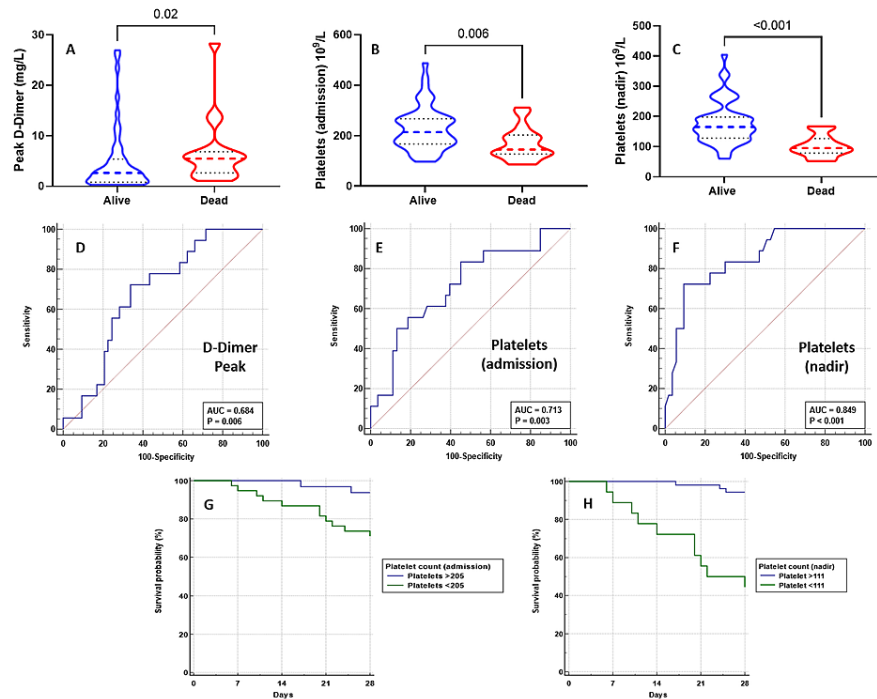 0.02
A
30
20
10
0
Peak D-Dimer (mg/L)
Alive
Dead
0.006
B
600
400
200
0
Platelets (admission) 10⁹/L
Alive
Dead
<0.001
C
500
400
300
200
100
0
Platelets (nadir) 10⁹/L
Alive
Dead
D
100
80
60
40
20
0
Sensitivity
D-Dimer
Peak
AUC = 0.684
P = 0.006
0 20 40 60 80 100
100-Specificity
E
100
80
60
40
20
0
Sensitivity
Platelets
(admission)
AUC = 0.713
P = 0.003
0 20 40 60 80 100
100-Specificity
F
100
80
60
40
20
0
Sensitivity
Platelets
(nadir)
AUC = 0.849
P < 0.001
0 20 40 60 80 100
100-Specificity
G
100
80
60
40
20
0
Survival probability (%)
0 7 14 21 28
Days
Platelet count (admission)
Platelets >205
Platelets <205
H
100
80
60
40
20
0
Survival probability (%)
0 7 14 21 28
Days
Platelet count (nadir)
Platelet >111
Platelet <111